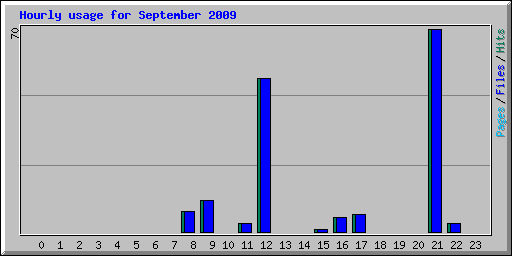 Hourly usage for September 2009
70
Pages/Files/Hits
0 1 2 3 4 5 6 7 8 9 10 11 12 13 14 15 16 17 18 19 20 21 22 23